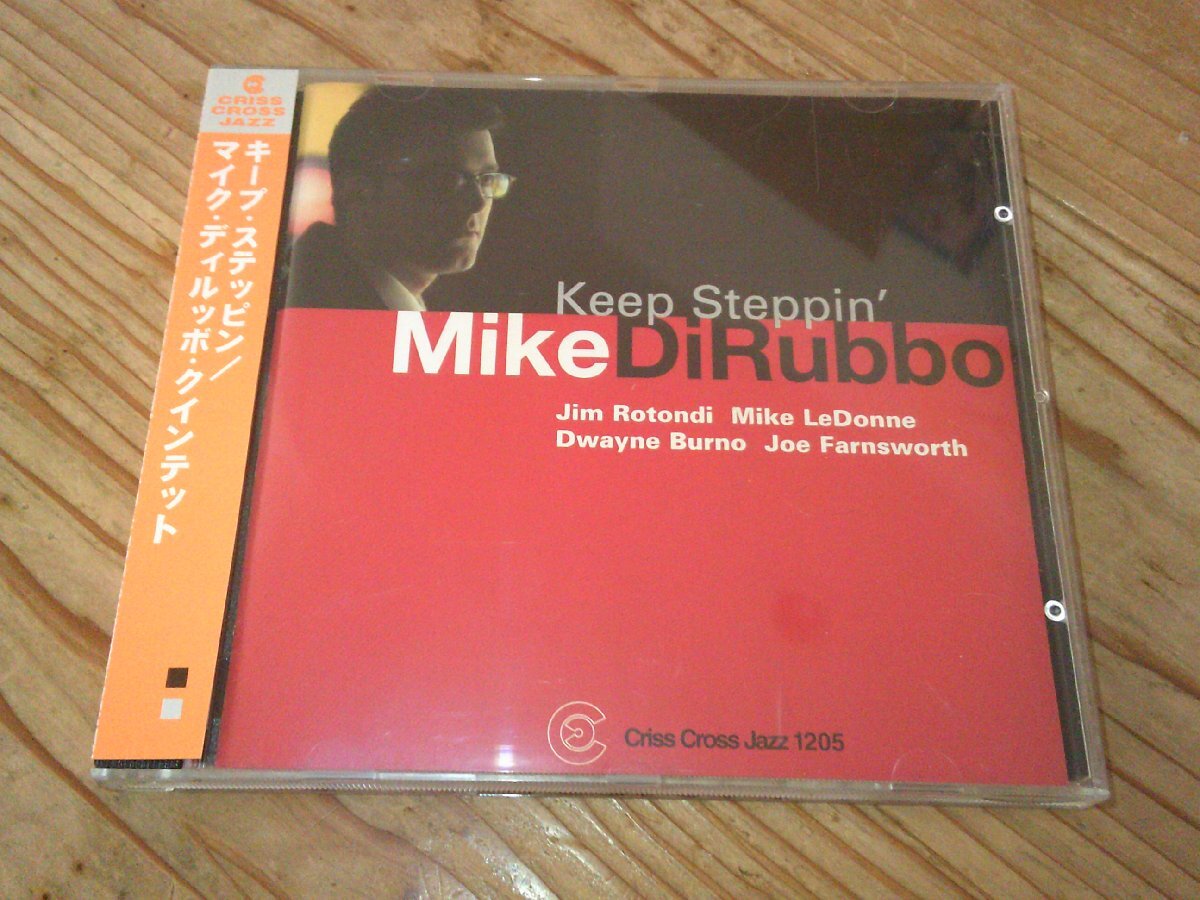 CRISS
CROSS
JAZZ
キープ・ステッピン/
マイク・ディルッボ・クインテット
Keep Steppin'
MikeDiRubbo
Jim Rotondi Mike LeDonne
Dwayne Burno Joe Farnsworth
Criss Cross Jazz 1205